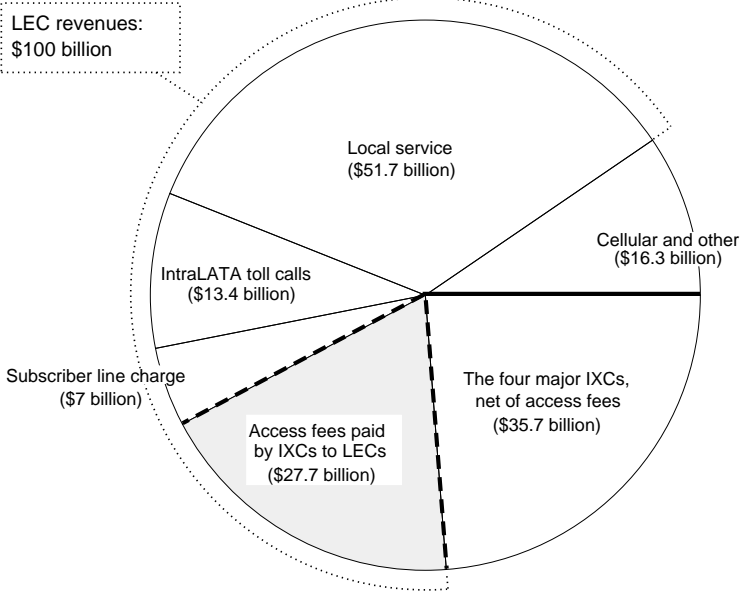 LEC revenues:
$100 billion
Local service
($51.7 billion)
Cellular and other
($16.3 billion)
IntraLATA toll calls
($13.4 billion)
Subscriber line charge
($7 billion)
The four major IXCs,
net of access fees
($35.7 billion)
Access fees paid
by IXCs to LECs
($27.7 billion)